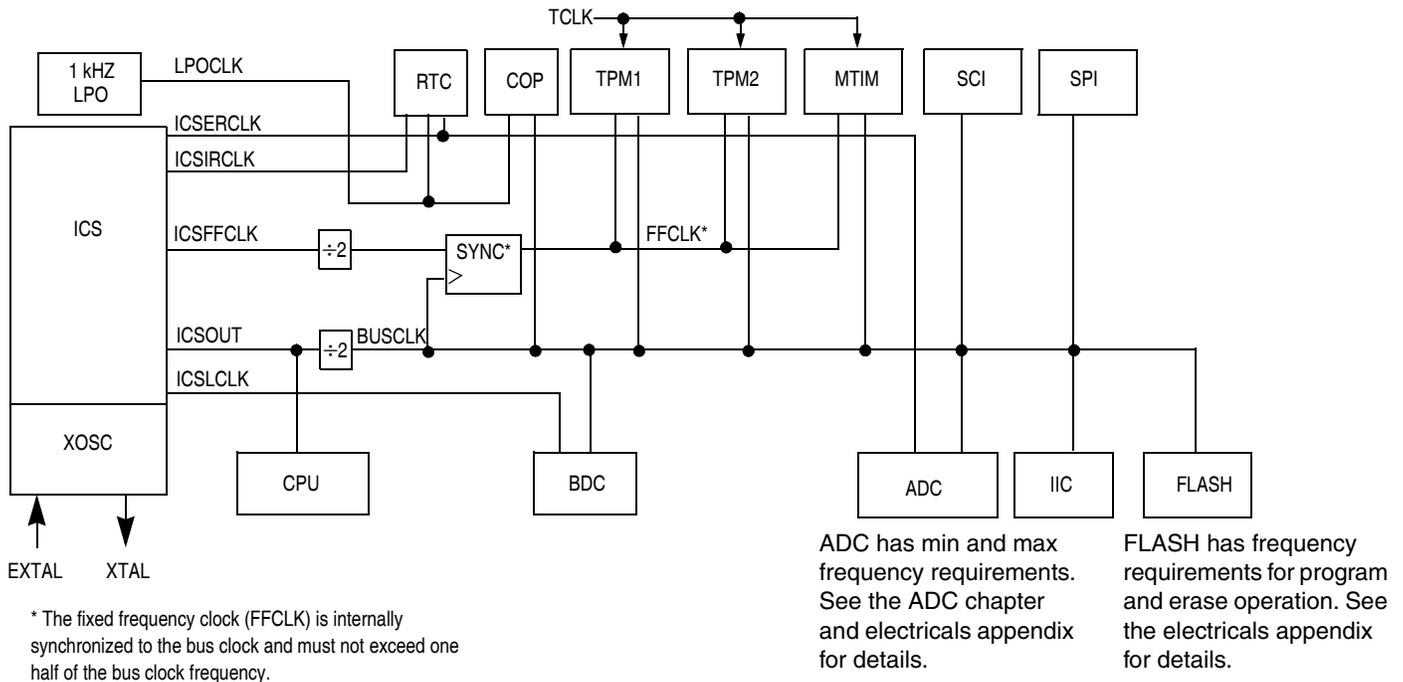 TCLK
1 kHZ
LPO
LPOCLK
RTC
COP
TPM1
TPM2
MTIM
SCI
SPI
ICSERCLK
ICSIRCLK
ICS
ICSFFCLK
÷2
SYNC*
FFCLK*
ICSOUT
÷2
BUSCLK
ICSLCLK
XOSC
CPU
BDC
ADC
IIC
FLASH
EXTAL
XTAL
ADC has min and max
frequency requirements.
See the ADC chapter
and electricals appendix
for details.
FLASH has frequency
requirements for program
and erase operation. See
the electricals appendix
for details.
* The fixed frequency clock (FFCLK) is internally
synchronized to the bus clock and must not exceed one
half of the bus clock frequency.